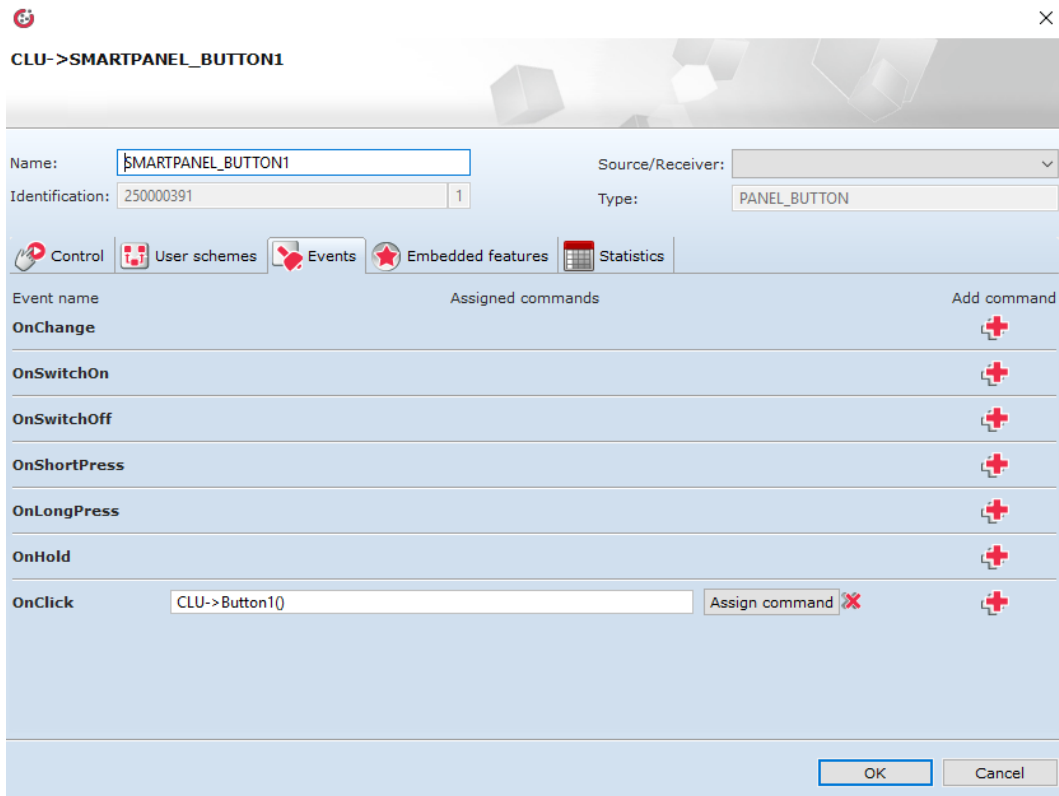 CLU->SMARTPANEL_BUTTON1
Name: SMARTPANEL_BUTTON1 Source/Receiver:
Identification: 250000391 1 Type: PANEL_BUTTON
Control User schemes Events Embedded features Statistics
Event name Assigned commands Add command
OnChange
OnSwitchOn
OnSwitchOff
OnShortPress
OnLongPress
OnHold
OnClick CLU->Button1() Assign command
OK Cancel